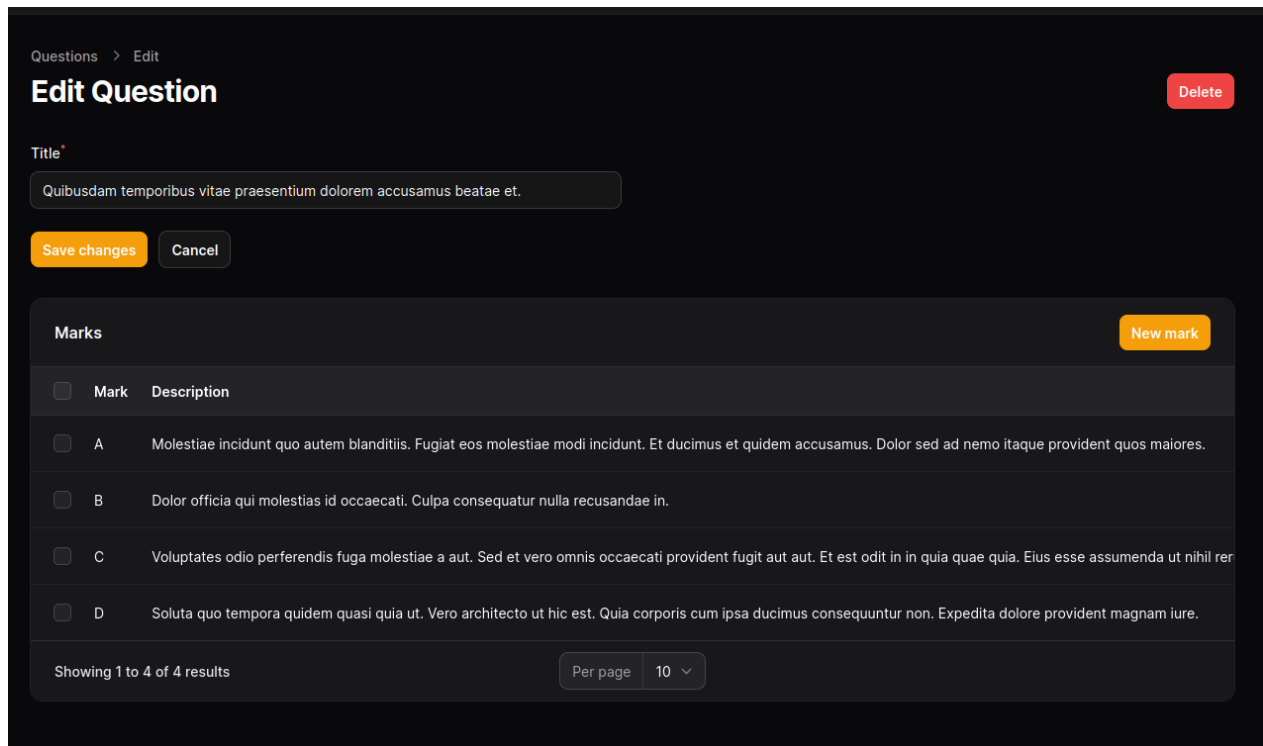 Questions > Edit
Edit Question
Delete
Title*
Quibusdam temporibus vitae praesentium dolorem accusamus beatae et.
Save changes Cancel
Marks
New mark
Mark Description
A Molestiae incidunt quo autem blanditiis. Fugiat eos molestiae modi incidunt. Et ducimus et quidem accusamus. Dolor sed ad nemo itaque provident quos maiores.
B Dolor officia qui molestias id occaecati. Culpa consequatur nulla recusandae in.
C Voluptates odio perferendis fuga molestiae a aut. Sed et vero omnis occaecati provident fugit aut aut. Et est odit in in quia quae quia. Eius esse assumenda ut nihil
D Soluta quo tempora quidem quasi quia ut. Vero architecto ut hic est. Quia corporis cum ipsa ducimus consequuntur non. Expedita dolore provident magnam iure.
Showing 1 to 4 of 4 results
Per page 10